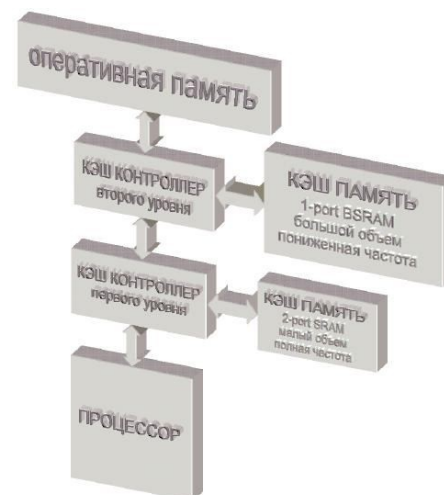 оперативная память
КЭШ КОНТРОЛЛЕР
второго уровня
КЭШ ПАМЯТЬ
1-port BSRAM
большой объем
пониженная частота
КЭШ КОНТРОЛЛЕР
первого уровня
КЭШ ПАМЯТЬ
2-port SRAM
малый объем
полная частота
ПРОЦЕССОР